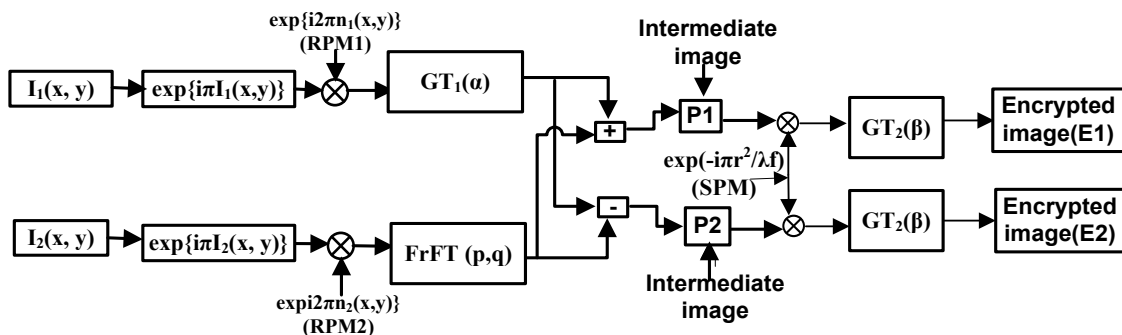 exp{i2πn₁(x,y)}
(RPM1)
I₁(x, y)
exp{iπI₁(x,y)}
GT₁(α)
Intermediate
image
+
P1
exp(-iπr²/λf)
(SPM)
GT₂(β)
Encrypted
image(E1)
I₂(x, y)
exp{iπI₂(x, y)}
expi2πn₂(x,y)}
(RPM2)
FrFT (p,q)
-
P2
Intermediate
image
GT₂(β)
Encrypted
image(E2)